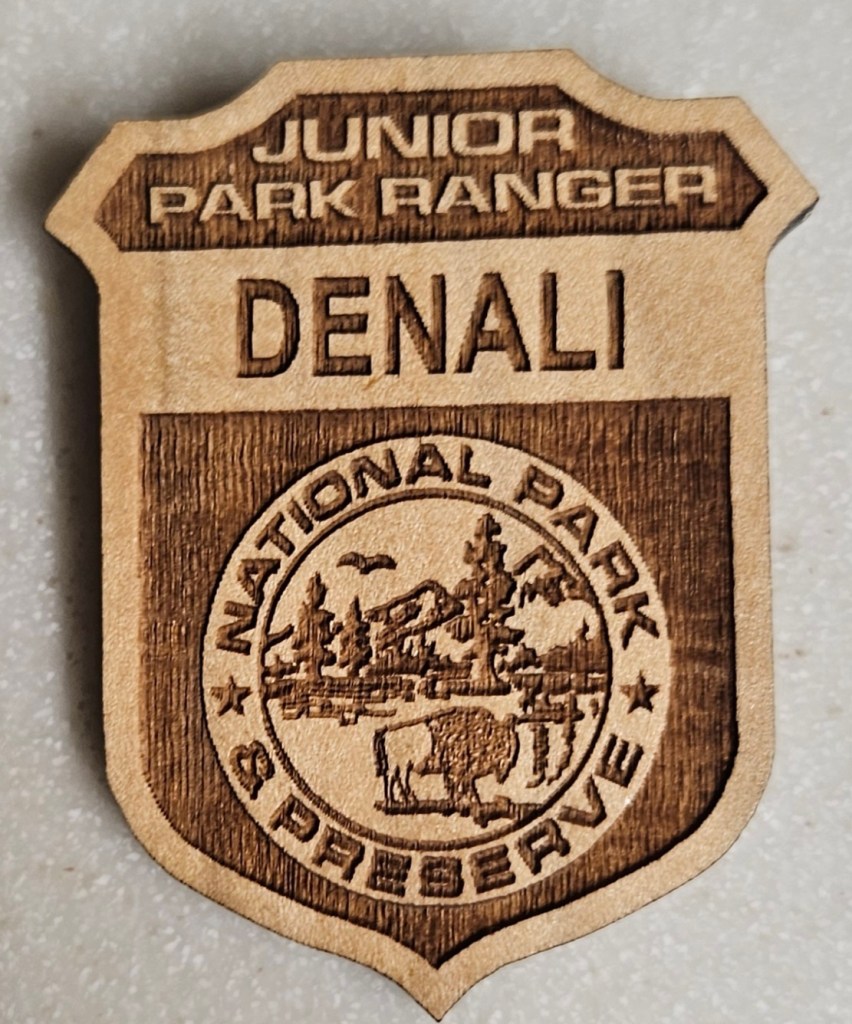 JUNIOR
PARK RANGER
DENALI
NATIONAL PARK
& PRESERVE